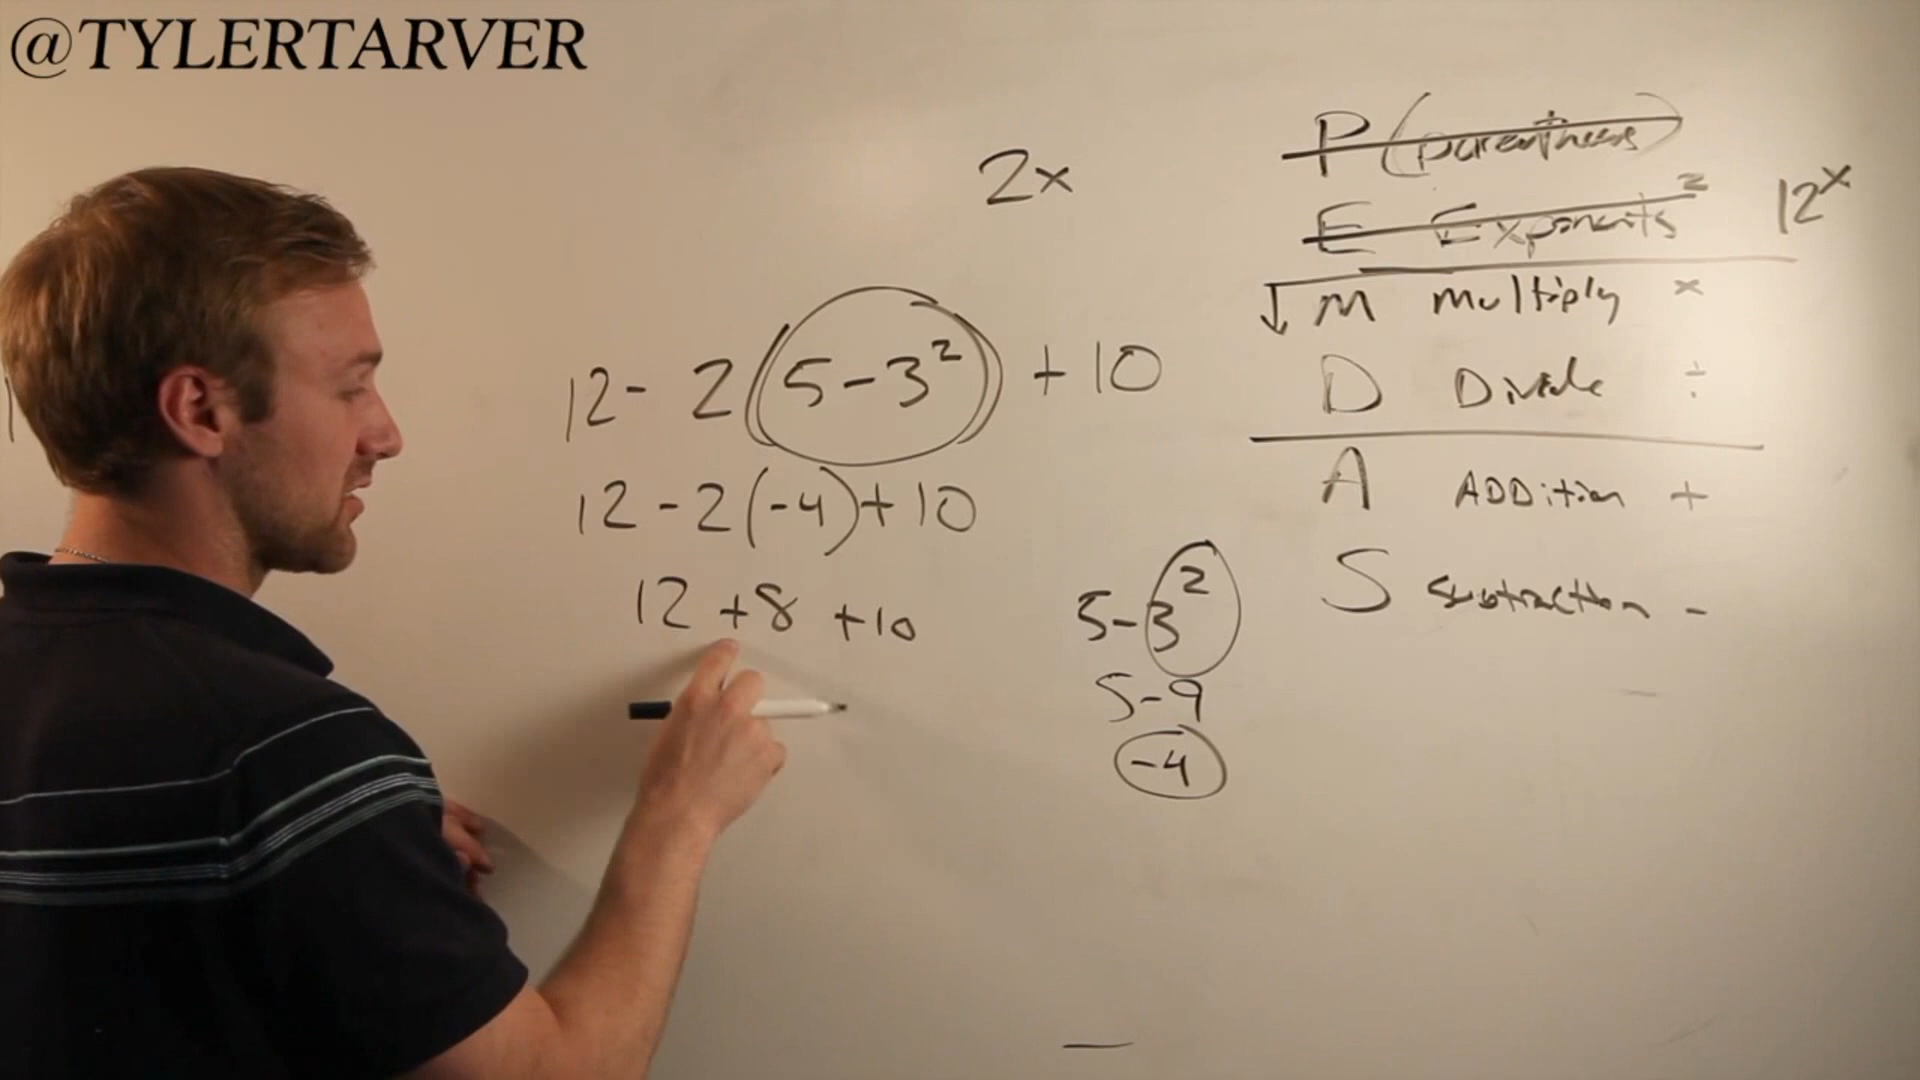 @TYLERTARVER
2x
12 - 2(5-3²) + 10
12 - 2(-4) + 10
12 + 8 + 10
5-3²
5-9
-4
P (parenthesis)
E Exponents ² 12ˣ
M Multiply ×
D Divide ÷
A ADDition +
S Subtraction -